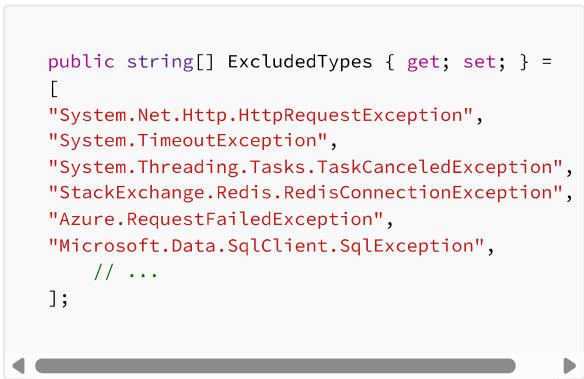 public string[] ExcludedTypes { get; set; } =
[
"System.Net.Http.HttpRequestException",
"System.TimeoutException",
"System.Threading.Tasks.TaskCanceledException",
"StackExchange.Redis.RedisConnectionException",
"Azure.RequestFailedException",
"Microsoft.Data.SqlClient.SqlException",
    // ...
];